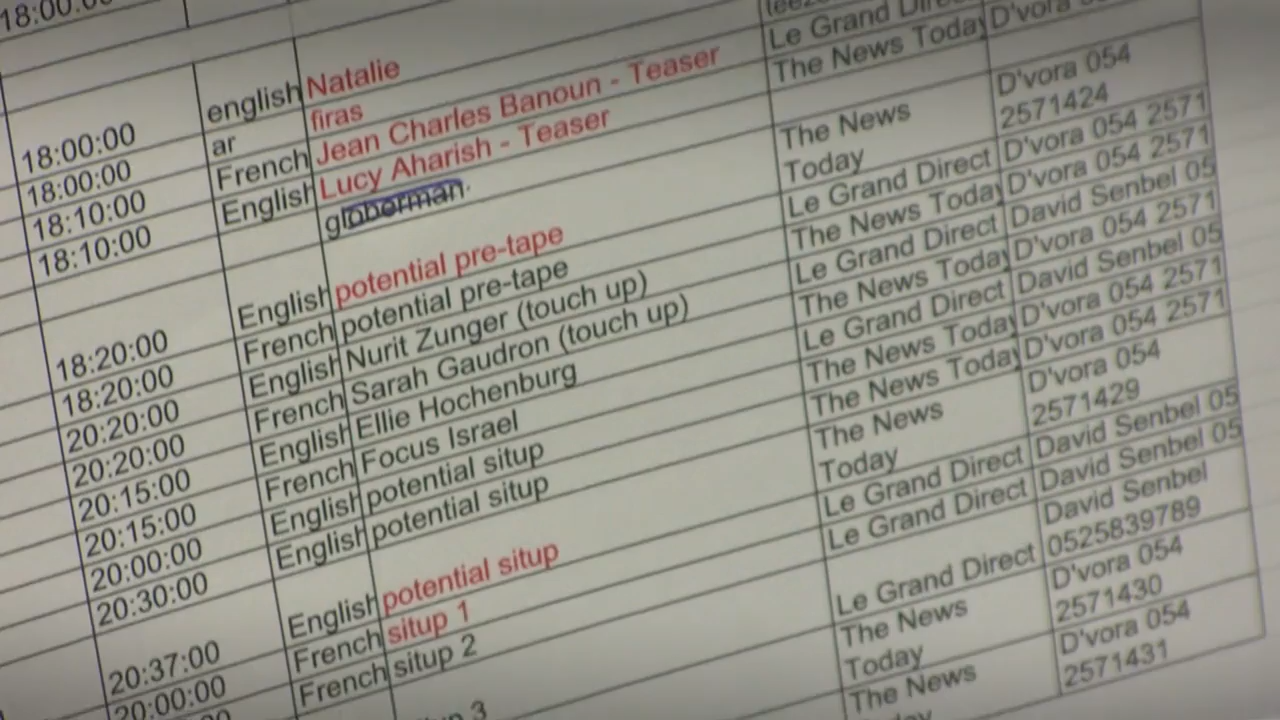 18:00:00
18:00:00 english Natalie
18:00:00 ar firas
18:10:00 French Jean Charles Banoun - Teaser
18:10:00 English Lucy Aharish - Teaser
globerman
18:20:00 English potential pre-tape
18:20:00 French potential pre-tape
20:20:00 English Nurit Zunger (touch up)
20:20:00 French Sarah Gaudron (touch up)
20:15:00 English Ellie Hochenburg
20:15:00 French Focus Israel
20:00:00 English potential situp
20:30:00 English potential situp
20:37:00 English potential situp
20:00:00 French situp 1
French situp 2
3
Le Grand Direct
The News Today D'vora
The News
Today
D'vora 054
2571424
Le Grand Direct D'vora 054 2571
The News Today D'vora 054 2571
Le Grand Direct David Senbel 05
The News Today D'vora 054 2571
Le Grand Direct David Senbel 05
The News Today D'vora 054 2571
The News Today D'vora 054 2571
The News
Today
D'vora 054
2571429
Le Grand Direct David Senbel 05
Le Grand Direct David Senbel 05
Le Grand Direct
David Senbel
0525839789
The News
Today
D'vora 054
2571430
The News
D'vora 054
2571431